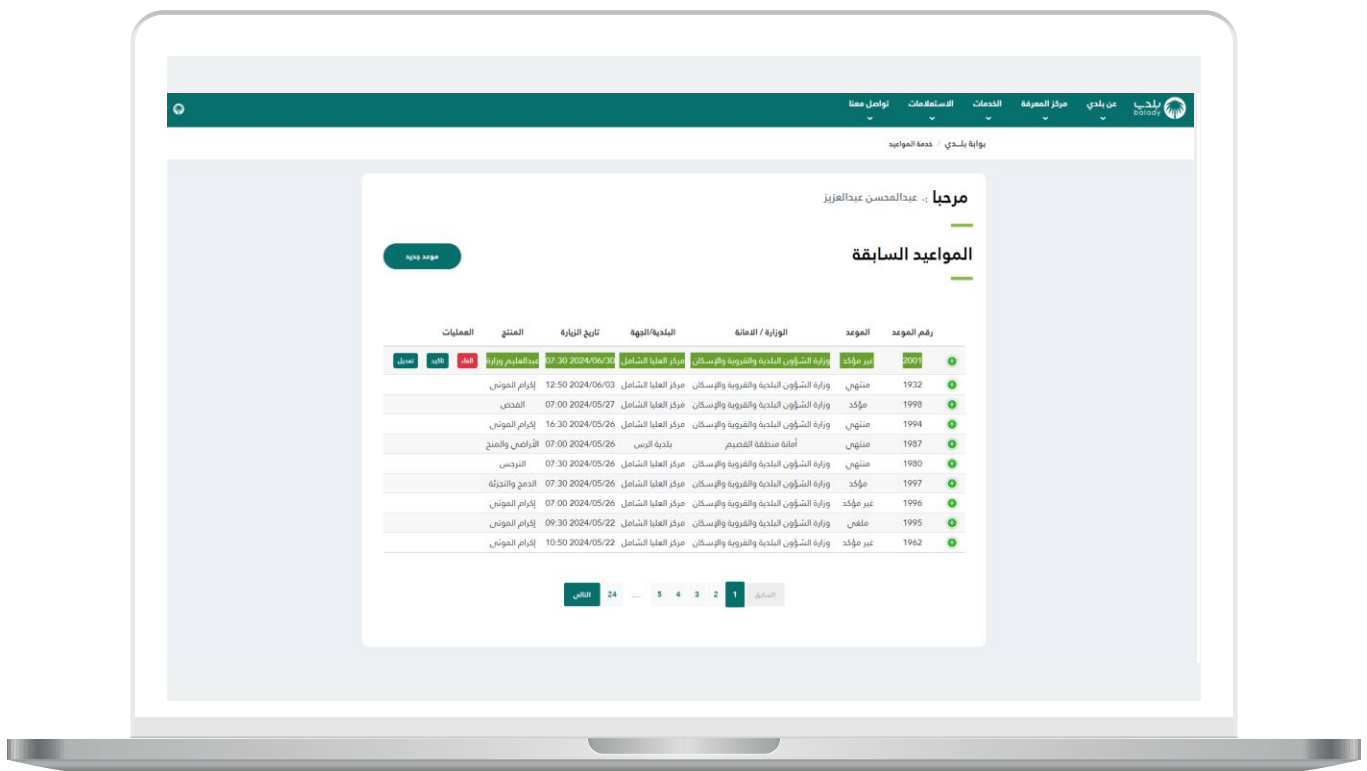 بلدي balady عن بلدي مركز المعرفة الخدمات الاستعلامات تواصل معنا
بوابة بلــدي / خدمة المواعيد
مرحبا :. عبدالمحسن عبدالعزيز
المواعيد السابقة
موعد جديد
رقم الموعد الموعد الوزارة / الامانة البلدية/الجهة تاريخ الزيارة المنتج العمليات
2001 غير مؤكد وزارة الشؤون البلدية والقروية والإسكان مركز العليا الشامل 2024/06/30 07:30 عبدالعليم وزارة الغاء تاكيد تعديل
1932 منتهي وزارة الشؤون البلدية والقروية والإسكان مركز العليا الشامل 2024/06/03 12:50 إكرام الموتى
1998 مؤكد وزارة الشؤون البلدية والقروية والإسكان مركز العليا الشامل 2024/05/27 07:00 الفحص
1994 منتهي وزارة الشؤون البلدية والقروية والإسكان مركز العليا الشامل 2024/05/26 16:30 إكرام الموتى
1987 منتهي أمانة منطقة القصيم بلدية الرس 2024/05/26 07:00 الأراضي والمنح
1980 منتهي وزارة الشؤون البلدية والقروية والإسكان مركز العليا الشامل 2024/05/26 07:30 النرجس
1997 مؤكد وزارة الشؤون البلدية والقروية والإسكان مركز العليا الشامل 2024/05/26 07:30 الدمج والتجزئة
1996 غير مؤكد وزارة الشؤون البلدية والقروية والإسكان مركز العليا الشامل 2024/05/26 07:00 إكرام الموتى
1995 ملغي وزارة الشؤون البلدية والقروية والإسكان مركز العليا الشامل 2024/05/22 09:30 إكرام الموتى
1962 غير مؤكد وزارة الشؤون البلدية والقروية والإسكان مركز العليا الشامل 2024/05/22 10:50 إكرام الموتى
السابق 1 2 3 4 5 ... 24 التالي